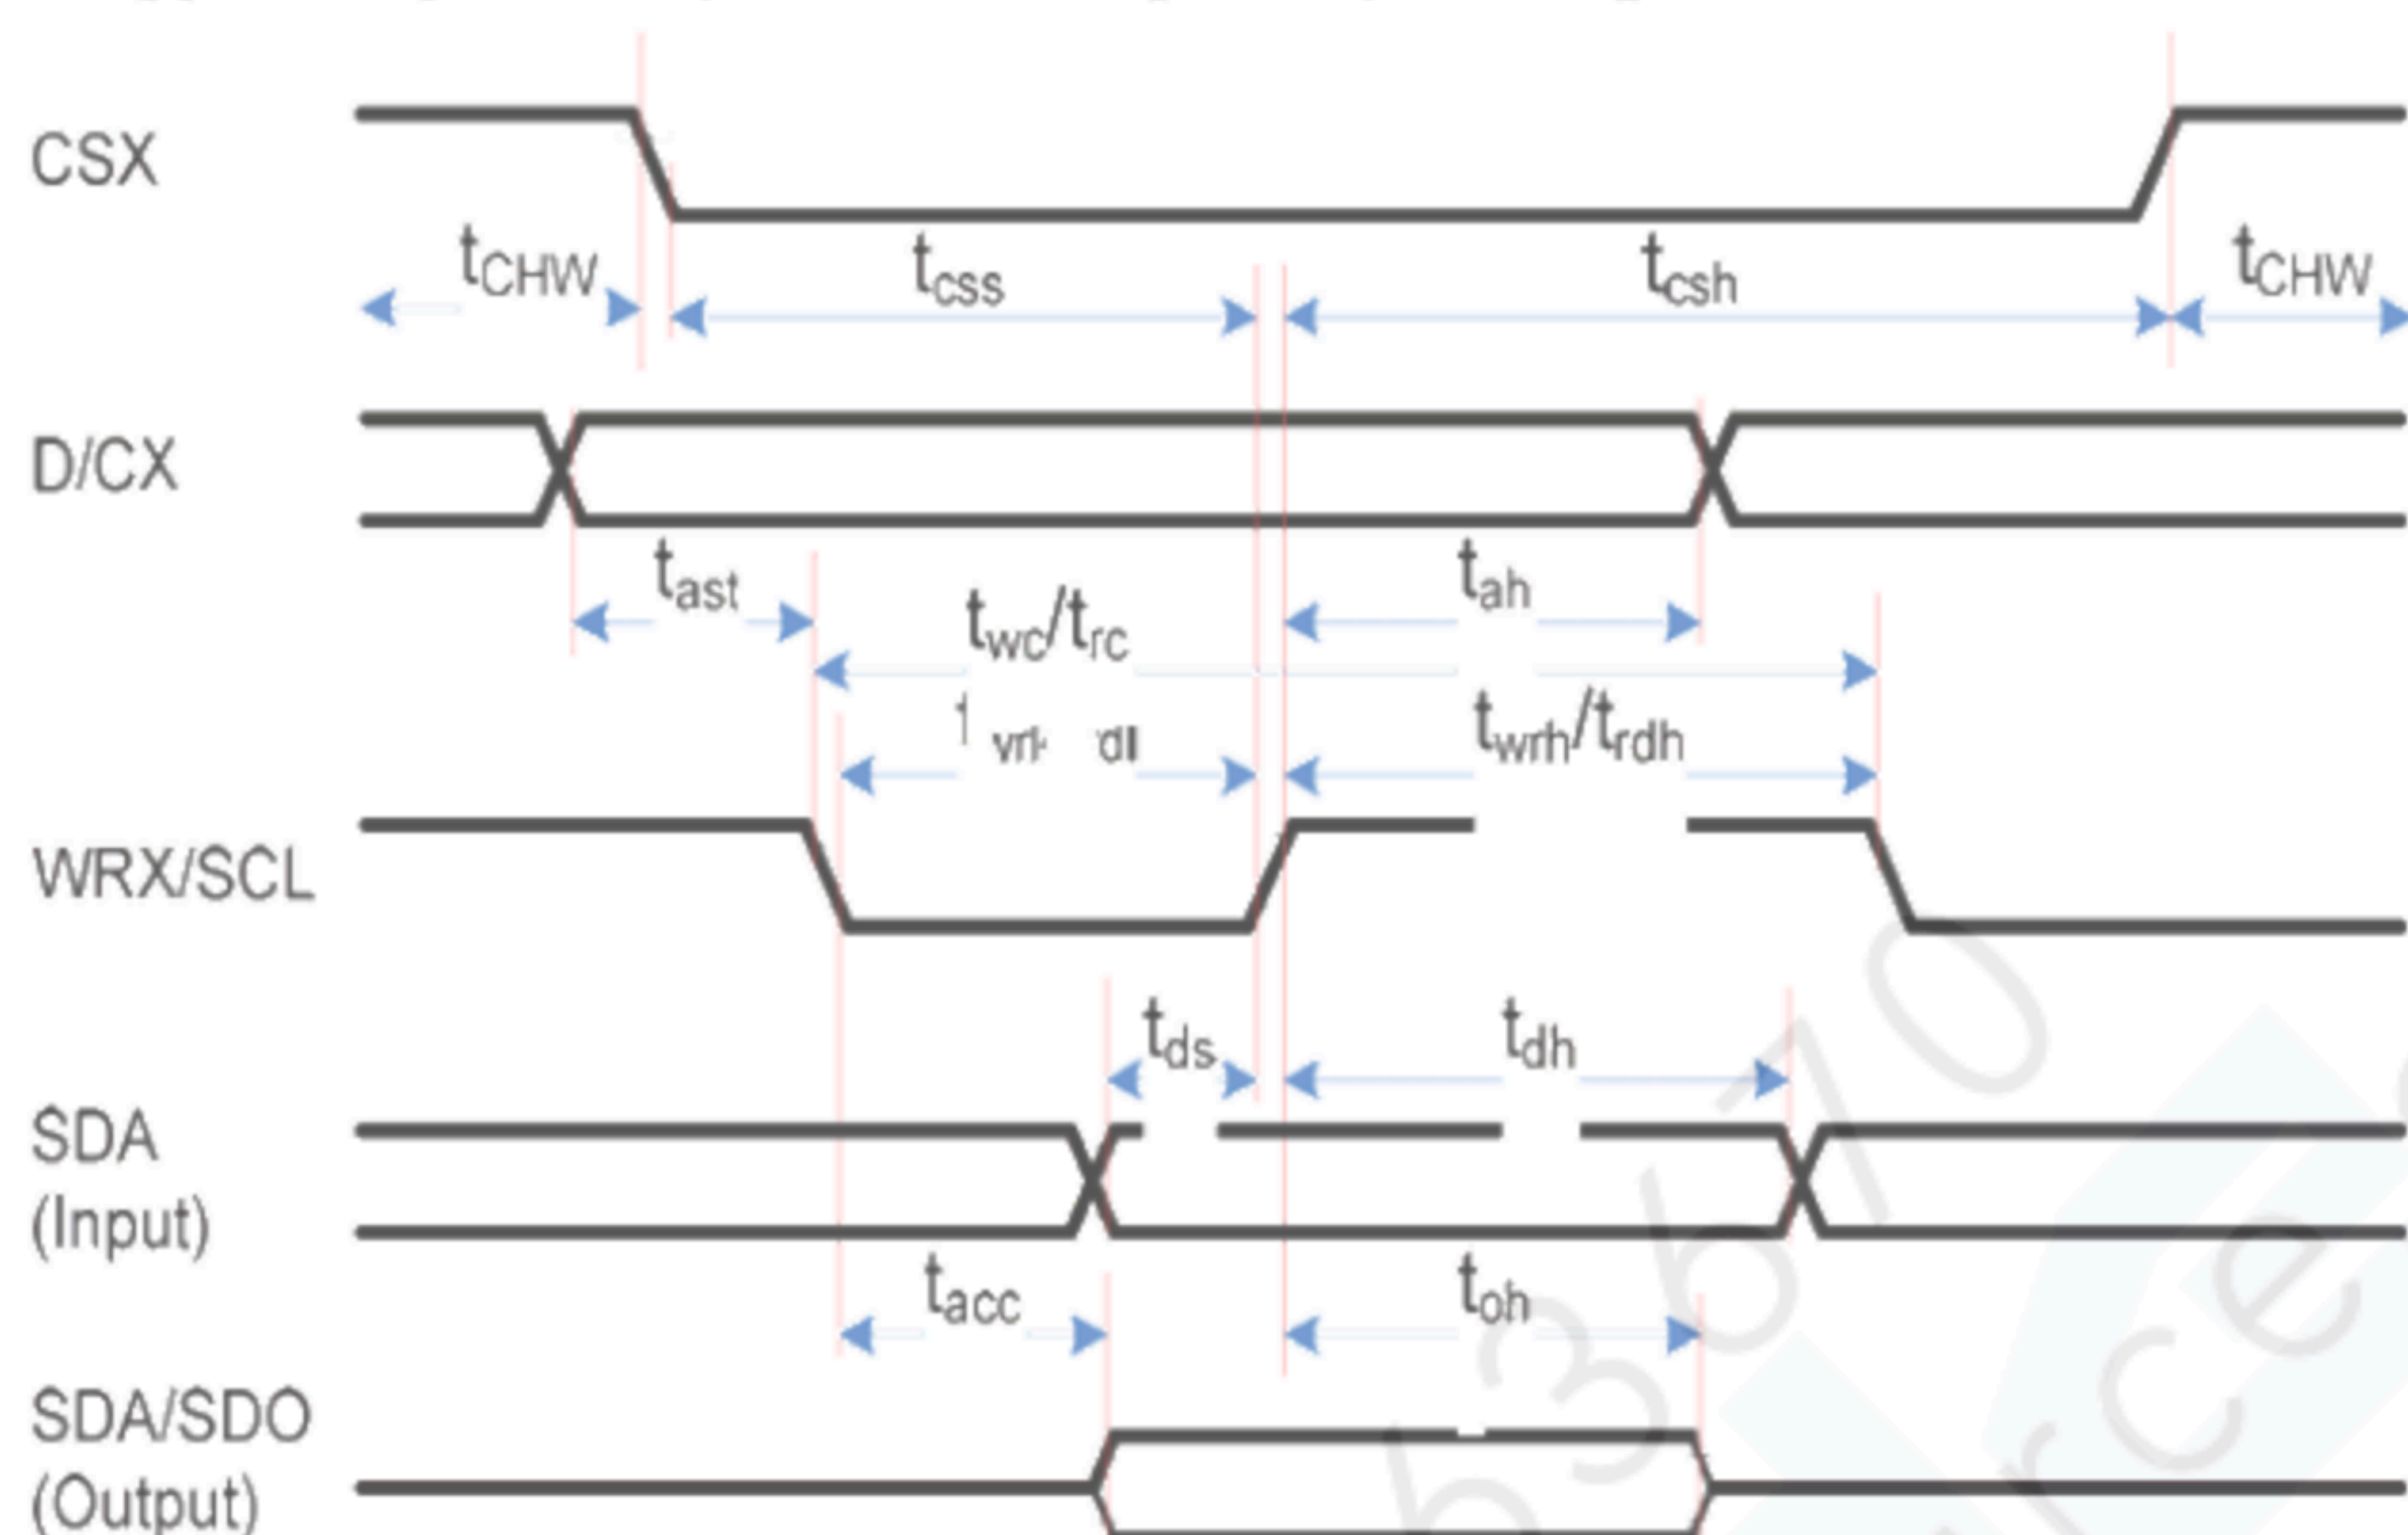 CSX
tCHW tcss tcsh tCHW
D/CX
tast tah
twc/trc
twrh/trdh
WRX/SCL
tds tdh
SDA
(Input)
tacc toh
SDA/SDO
(Output)